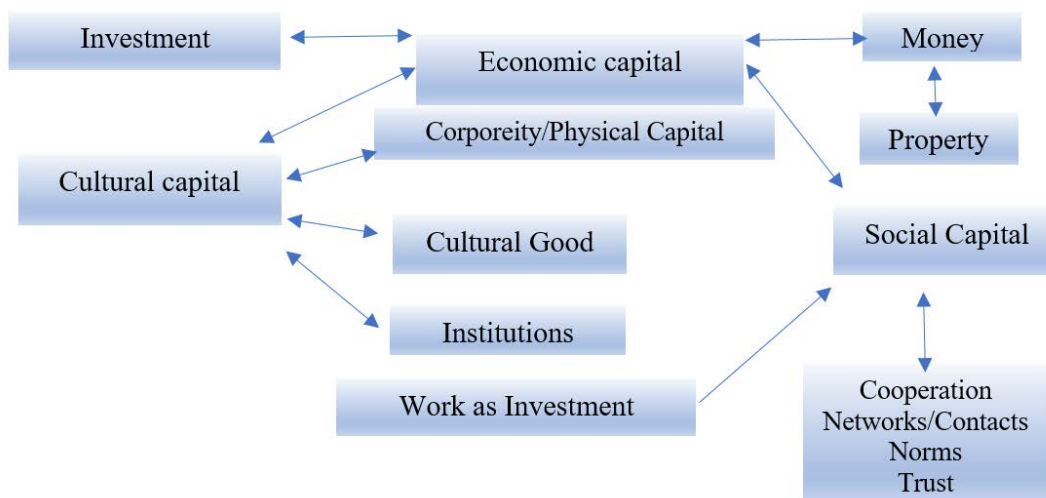 Investment
Economic capital
Money
Corporeity/Physical Capital
Property
Cultural capital
Social Capital
Cultural Good
Institutions
Work as Investment
Cooperation
Networks/Contacts
Norms
Trust